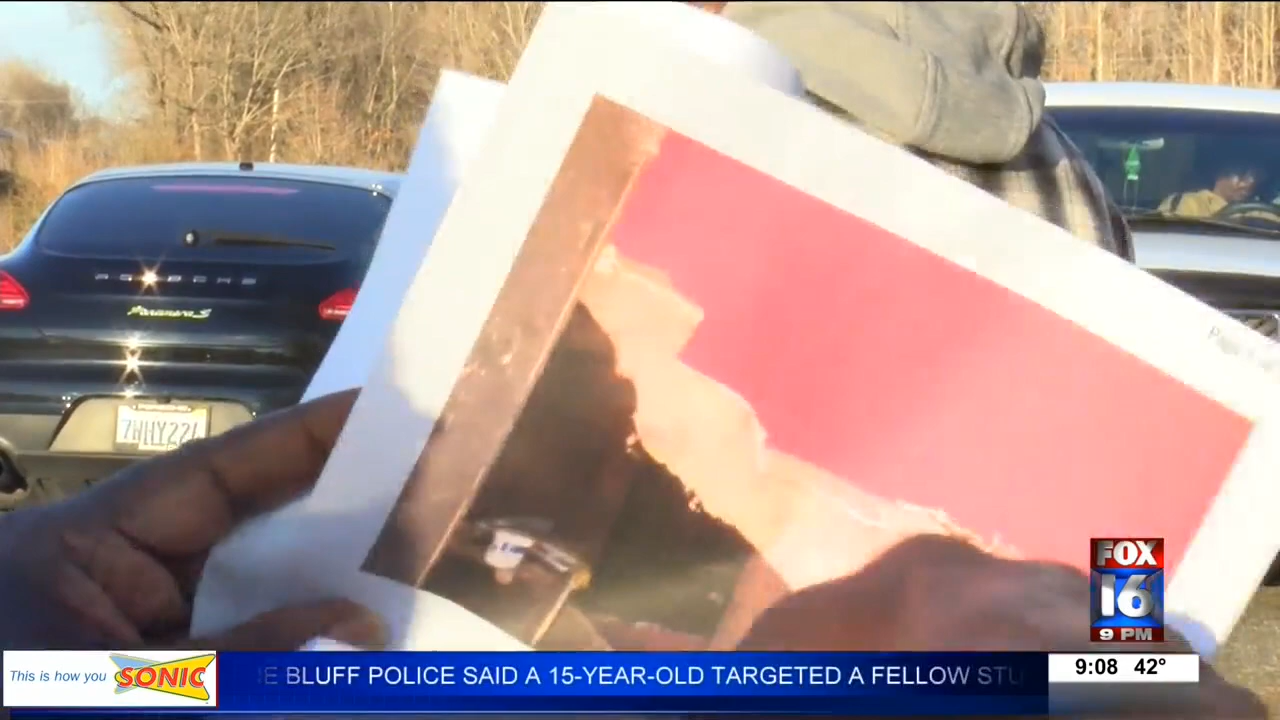 PORSCHE
Panamera S
FOX
16
9 PM
This is how you SONIC
E BLUFF POLICE SAID A 15-YEAR-OLD TARGETED A FELLOW STU
9:08 42°